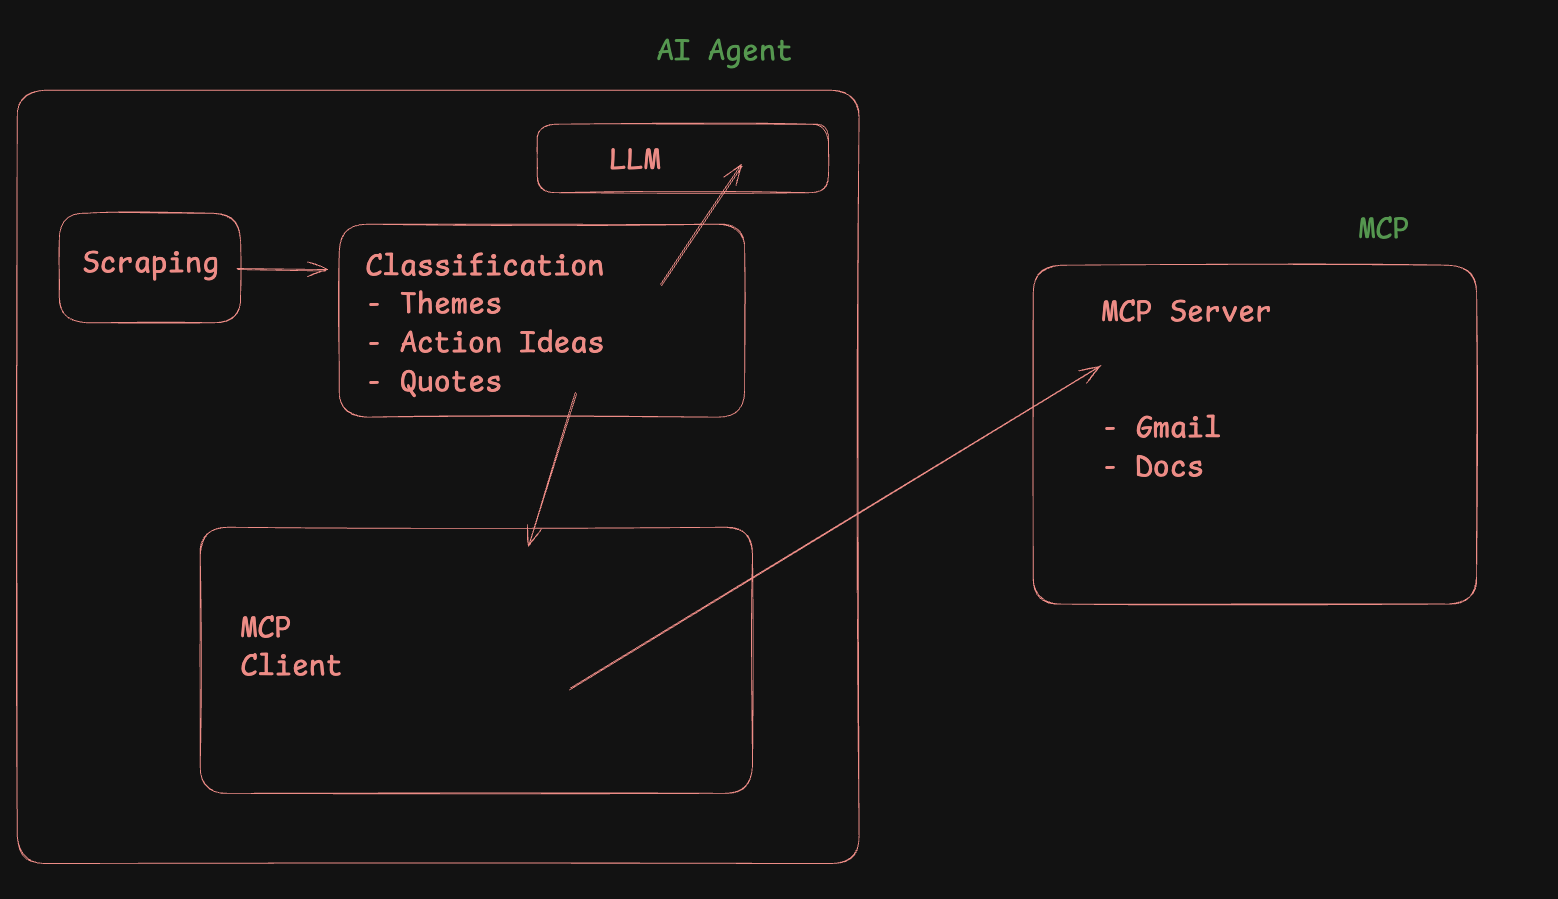 AI Agent
LLM
Scraping
Classification
- Themes
- Action Ideas
- Quotes
MCP
Client
MCP
MCP Server
- Gmail
- Docs